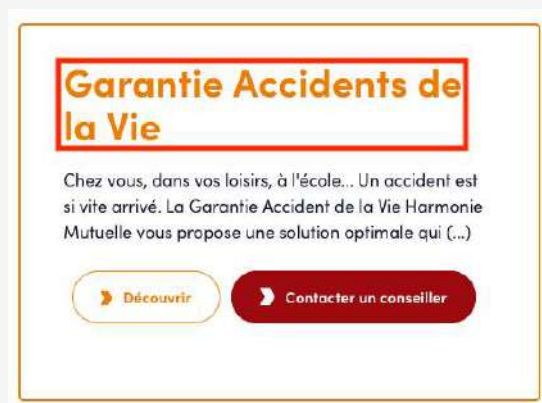 Garantie Accidents de
la Vie
Chez vous, dans vos loisirs, à l'école... Un accident est
si vite arrivé. La Garantie Accident de la Vie Harmonie
Mutuelle vous propose une solution optimale qui (...)
Découvrir
Contacter un conseiller